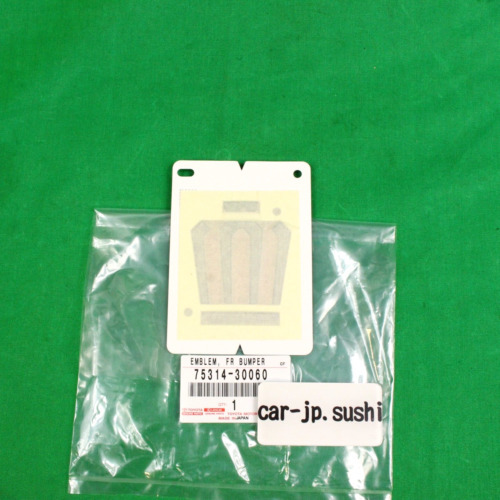 EMBLEM, FR BUMPER
75314-30060
1
MADE IN JAPAN
car-jp.sushi